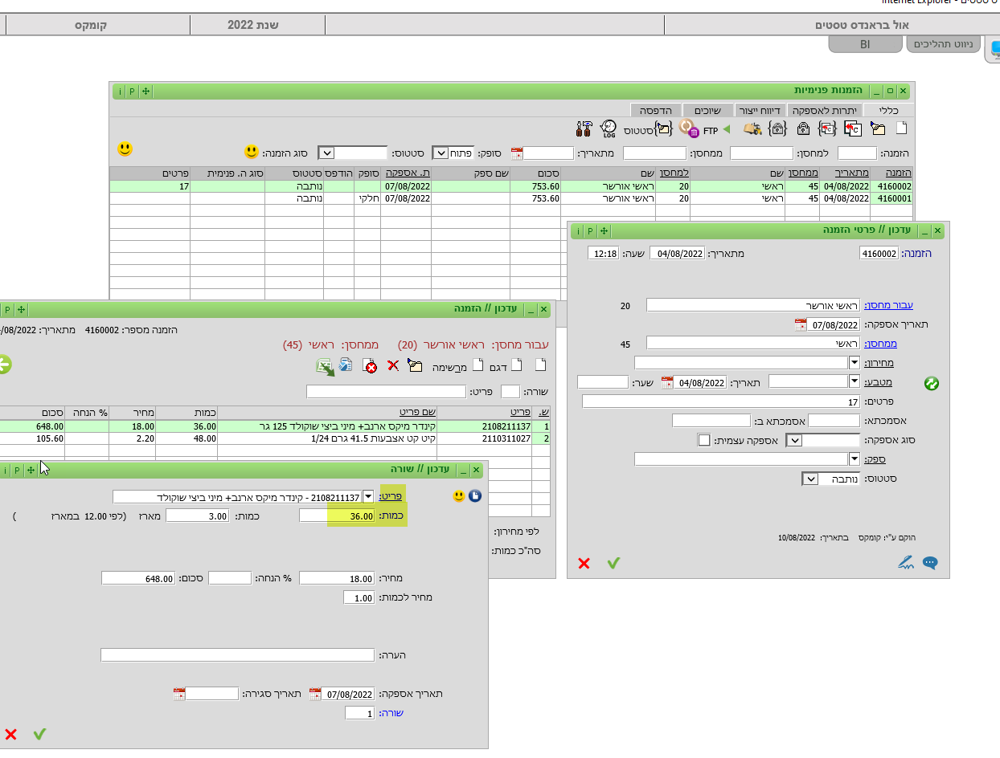 אול בראנדס טסטים שנת 2022 קומקס
ניווט תהליכים BI
הזמנות פנימיות
כללי יתרות לאספקה דיווח ייצור שיוכים הדפסה
FTP סטטוס LOG
הזמנה: למחסן: ממחסן: מתאריך: סופק: פתוח סטטוס: סוג הזמנה:
הזמנה מתאריך ממחסן שם למחסן שם סכום שם ספק ת. אספקה סופק הודפס סטטוס סוג ה. פנימית פרטים
4160002 04/08/2022 45 ראשי 20 ראשי אורשר 753.60 07/08/2022 נותבה 17
4160001 04/08/2022 45 ראשי 20 ראשי אורשר 753.60 07/08/2022 חלקי נותבה
עדכון // פרטי הזמנה
הזמנה: 4160002 מתאריך: 04/08/2022 שעה: 12:18
עבור מחסן: ראשי אורשר 20
תאריך אספקה: 07/08/2022
ממחסן: ראשי 45
מחירון:
מטבע: תאריך: 04/08/2022 שער:
פרטים: 17
אסמכתא: אסמכתא ב:
סוג אספקה: אספקה עצמית:
ספק:
סטטוס: נותבה
הוקם ע"י: קומקס בתאריך: 10/08/2022
עדכון // הזמנה
הזמנה מספר: 4160002 מתאריך: /08/2022
עבור מחסן: ראשי אורשר (20) ממחסן: ראשי (45)
דגם מרשימה
שורה: פריט:
ש. פריט שם פריט כמות מחיר % הנחה סכום
1 2108211137 קינדר מיקס ארנב+ מיני ביצי שוקולד 125 גר 36.00 18.00 648.00
2 2110311027 קיט קט אצבעות 41.5 גרם 1/24 48.00 2.20 105.60
לפי מחירון:
סה"כ כמות:
עדכון // שורה
פריט: 2108211137 - קינדר מיקס ארנב+ מיני ביצי שוקולד
כמות: 36.00 כמות: 3.00 מארז (לפי 12.00 במארז )
מחיר: 18.00 % הנחה: סכום: 648.00
מחיר לכמות: 1.00
הערה:
תאריך אספקה: 07/08/2022 תאריך סגירה:
שורה: 1